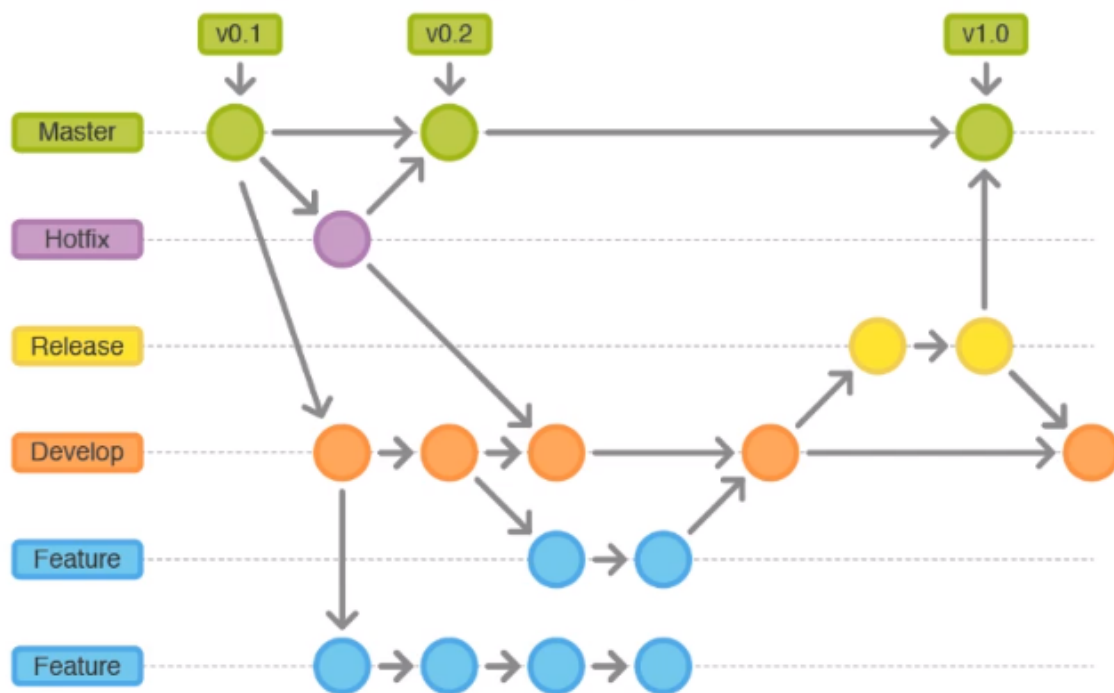 v0.1
v0.2
v1.0
Master
Hotfix
Release
Develop
Feature
Feature